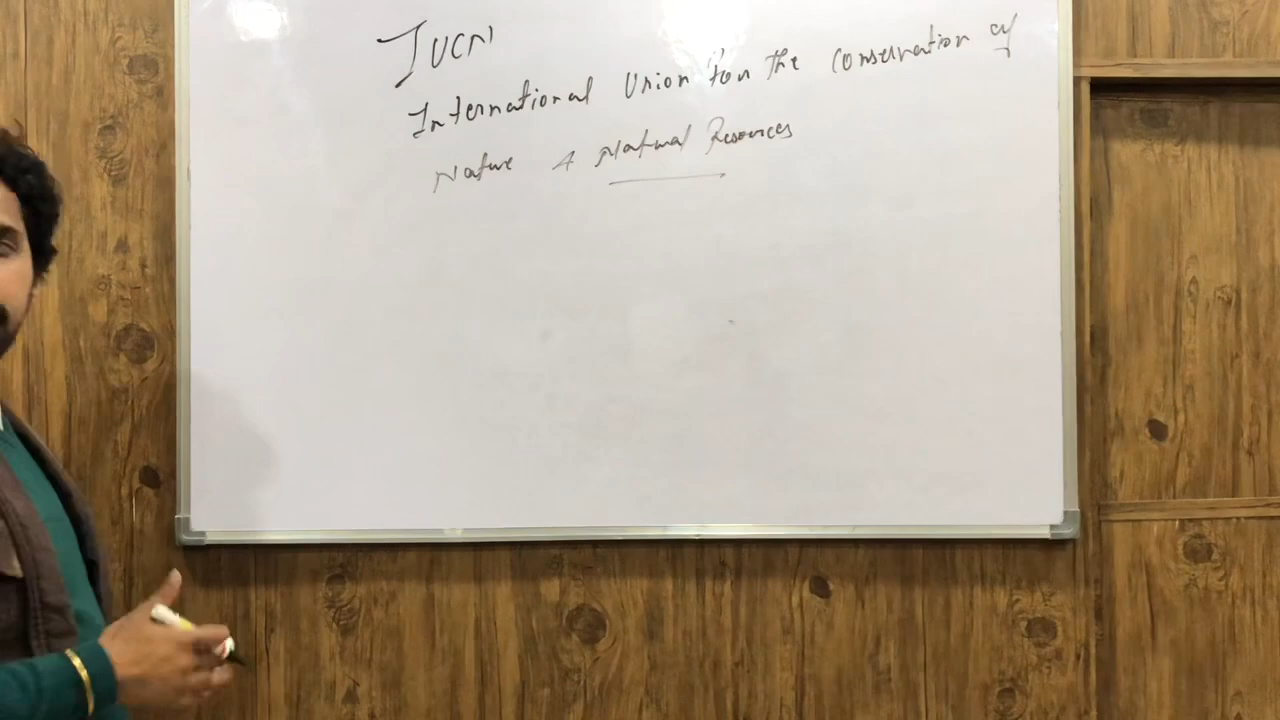 IUCN
International Union for the Conservation of
Nature & Natural Resources